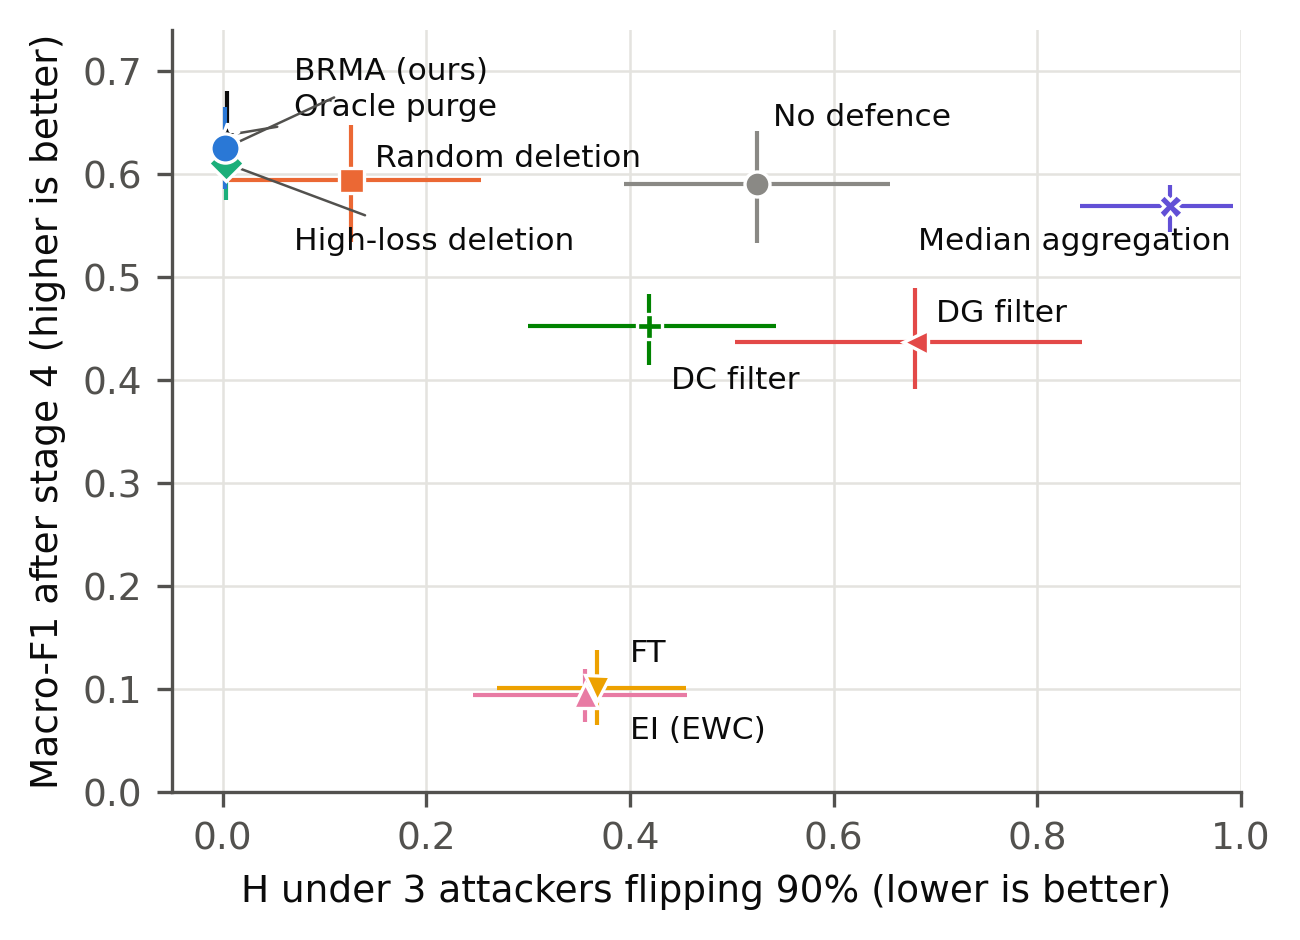 Macro-F1 after stage 4 (higher is better)
0.7
0.6
0.5
0.4
0.3
0.2
0.1
0.0
BRMA (ours)
Oracle purge
No defence
Random deletion
High-loss deletion
Median aggregation
DG filter
DC filter
FT
EI (EWC)
0.0 0.2 0.4 0.6 0.8 1.0
H under 3 attackers flipping 90% (lower is better)